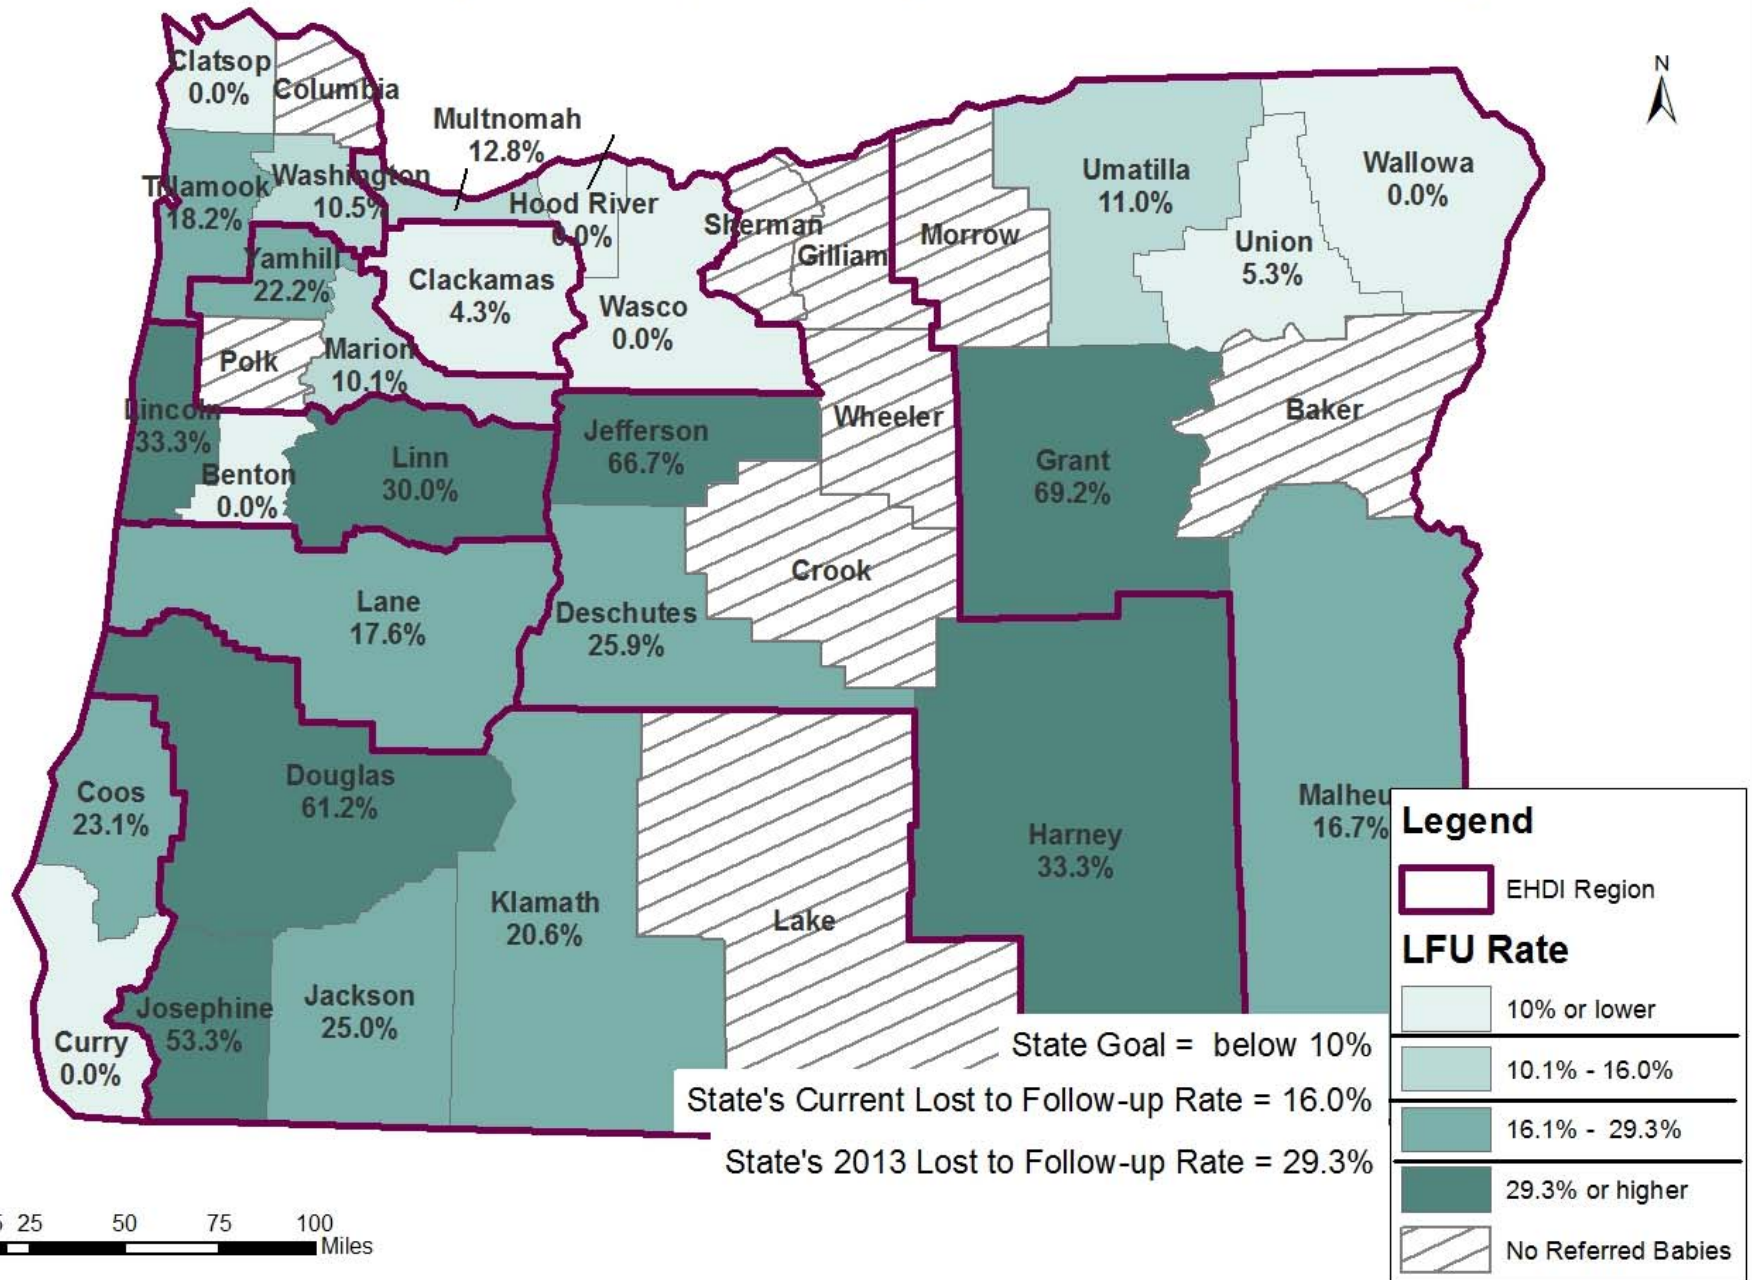 N
Clatsop
0.0%
Columbia
Multnomah
12.8%
Tillamook
18.2%
Washington
10.5%
Hood River
0.0%
Sherman
Gilliam
Morrow
Umatilla
11.0%
Wallowa
0.0%
Union
5.3%
Yamhill
22.2%
Clackamas
4.3%
Wasco
0.0%
Polk
Marion
10.1%
Lincoln
33.3%
Benton
0.0%
Linn
30.0%
Jefferson
66.7%
Wheeler
Grant
69.2%
Baker
Crook
Lane
17.6%
Deschutes
25.9%
Coos
23.1%
Douglas
61.2%
Klamath
20.6%
Lake
Harney
33.3%
Malheu
16.7%
Curry
0.0%
Josephine
53.3%
Jackson
25.0%
State Goal = below 10%
State's Current Lost to Follow-up Rate = 16.0%
State's 2013 Lost to Follow-up Rate = 29.3%
Legend
EHDI Region
LFU Rate
10% or lower
10.1% - 16.0%
16.1% - 29.3%
29.3% or higher
No Referred Babies
25 50 75 100
Miles